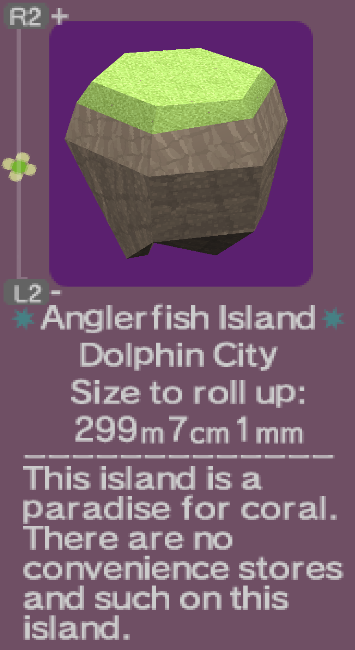 R2 +
L2 -
Anglerfish Island
Dolphin City
Size to roll up:
299m7cm1mm
This island is a
paradise for coral.
There are no
convenience stores
and such on this
island.